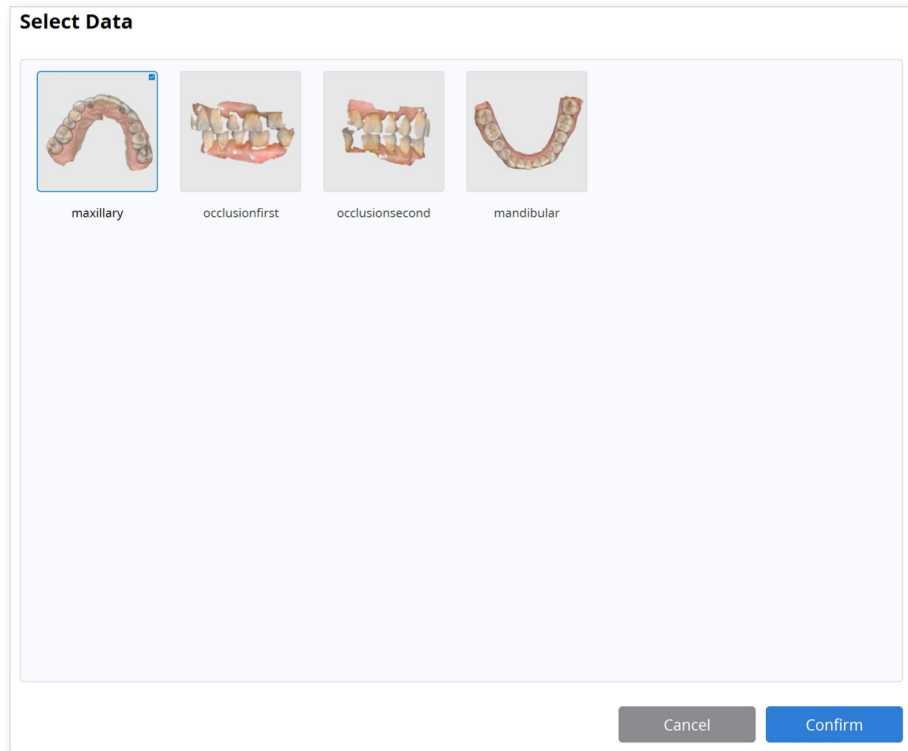 Select Data
maxillary
occlusionfirst
occlusionsecond
mandibular
Cancel
Confirm